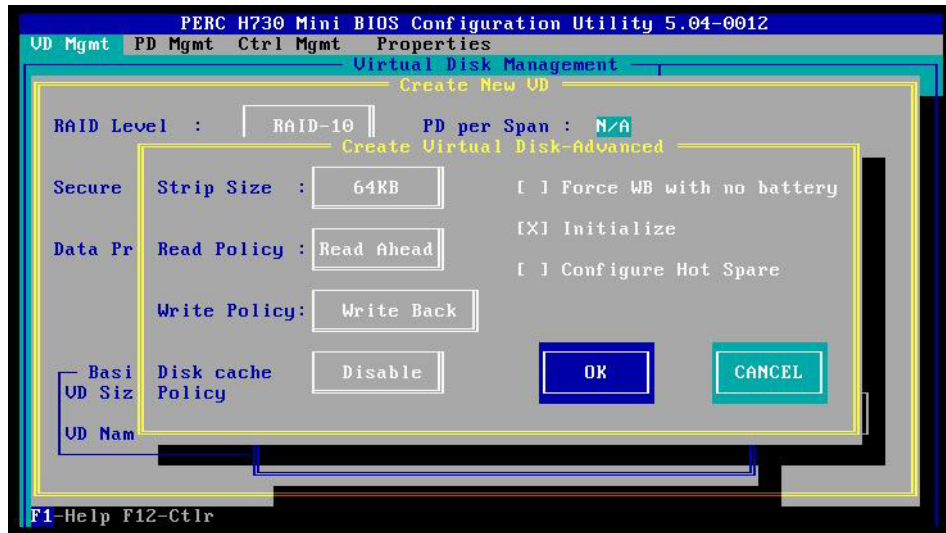 PERC H730 Mini BIOS Configuration Utility 5.04-0012
VD Mgmt PD Mgmt Ctrl Mgmt Properties
Virtual Disk Management
Create New VD
RAID Level : RAID-10 PD per Span : N/A
Create Virtual Disk-Advanced
Secure Strip Size : 64KB [ ] Force WB with no battery
[X] Initialize
Data Pr Read Policy : Read Ahead
[ ] Configure Hot Spare
Write Policy: Write Back
Basi Disk cache Disable OK CANCEL
VD Siz Policy
VD Nam
F1-Help F12-Ctlr